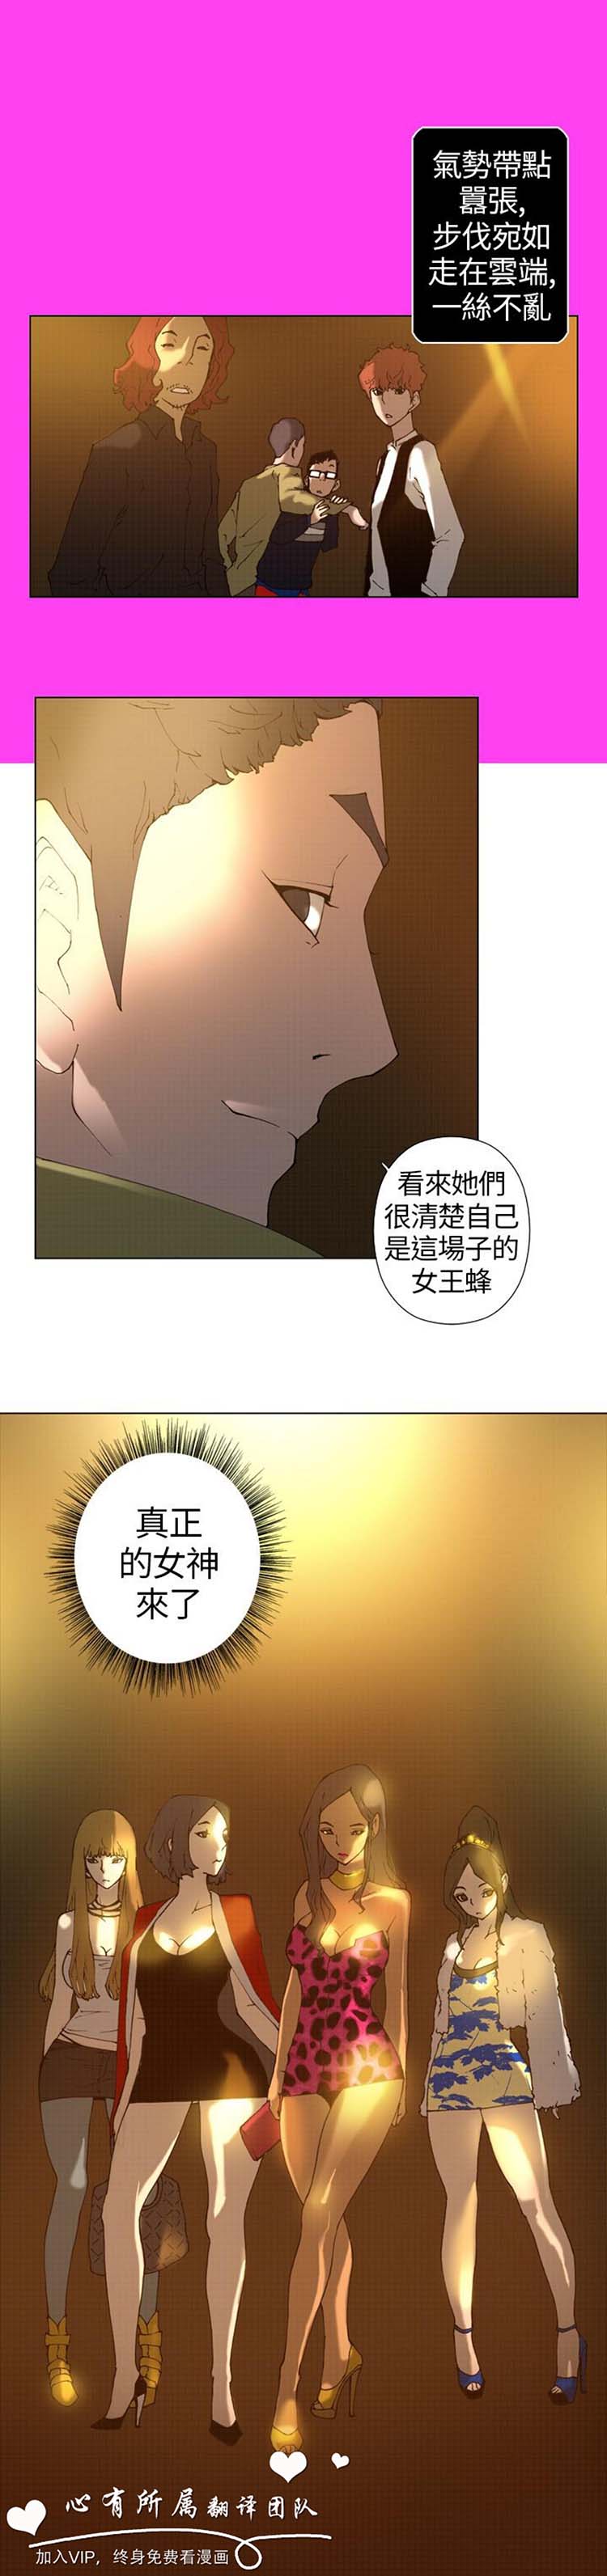 氣勢帶點
囂張,
步伐宛如
走在雲端,
一絲不亂
看來她們
很清楚自己
是這場子的
女王蜂
真正
的女神
來了
心有所属翻译团队
加入VIP，终身免费看漫画